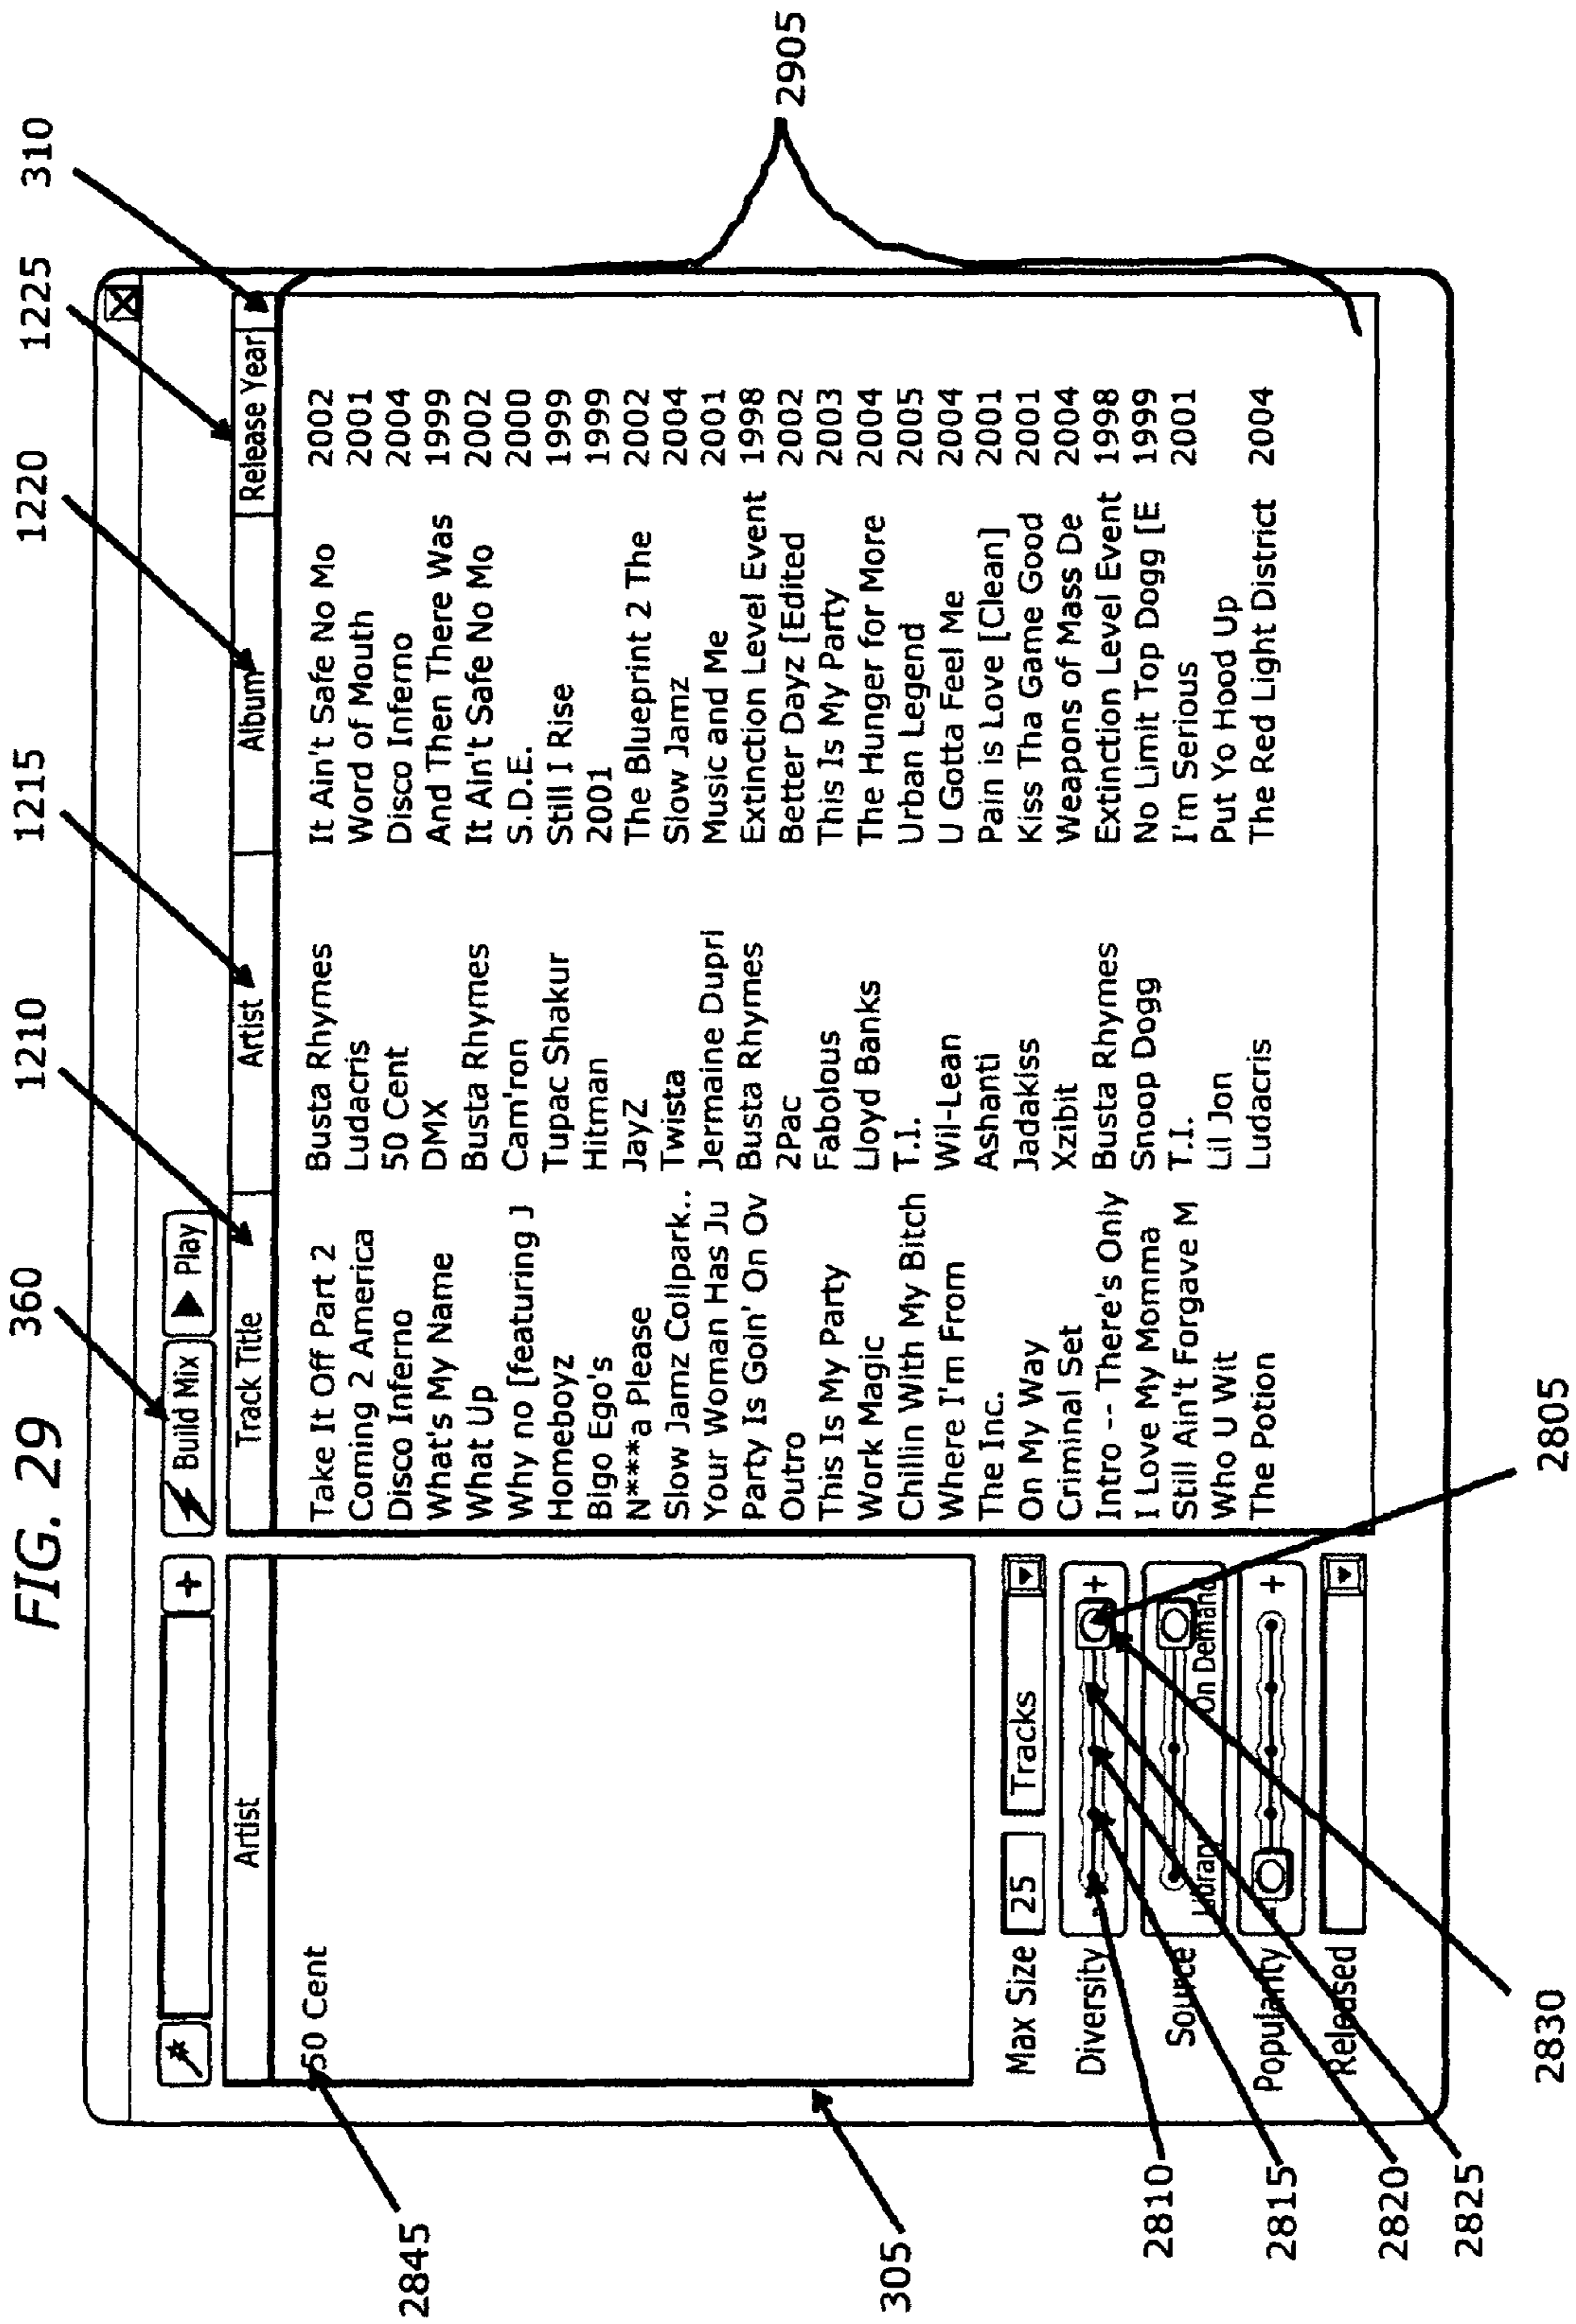 FIG. 29
360 1210 1215 1220 1225 310
+ Build Mix Play
Artist Track Title Artist Album Release Year
2845
50 Cent
Take It Off Part 2 Busta Rhymes It Ain't Safe No Mo 2002
Coming 2 America Ludacris Word of Mouth 2001
Disco Inferno 50 Cent Disco Inferno 2004
What's My Name DMX And Then There Was 1999
What Up Busta Rhymes It Ain't Safe No Mo 2002
Why no [featuring J Cam'ron S.D.E. 2000
Homeboyz Tupac Shakur Still I Rise 1999
Bigo Ego's Hitman 2001 1999
N***a Please JayZ The Blueprint 2 The 2002
Slow Jamz Collpark.. Twista Slow Jamz 2004
Your Woman Has Ju Jermaine Dupri Music and Me 2001
Party Is Goin' On Ov Busta Rhymes Extinction Level Event 1998
Outro 2Pac Better Dayz [Edited 2002
This Is My Party Fabolous This Is My Party 2003
Work Magic Lloyd Banks The Hunger for More 2004
Chillin With My Bitch T.I. Urban Legend 2005
Where I'm From Wil-Lean U Gotta Feel Me 2004
The Inc. Ashanti Pain is Love [Clean] 2001
On My Way Jadakiss Kiss Tha Game Good 2001
Criminal Set Xzibit Weapons of Mass De 2004
Intro -- There's Only Busta Rhymes Extinction Level Event 1998
I Love My Momma Snoop Dogg No Limit Top Dogg [E 1999
Still Ain't Forgave M T.I. I'm Serious 2001
Who U Wit Lil Jon Put Yo Hood Up
The Potion Ludacris The Red Light District 2004
2905
305
Max Size 25 Tracks
Diversity - +
Source Library On Demand
Popularity - +
Released
2810
2815
2820
2825
2830
2805